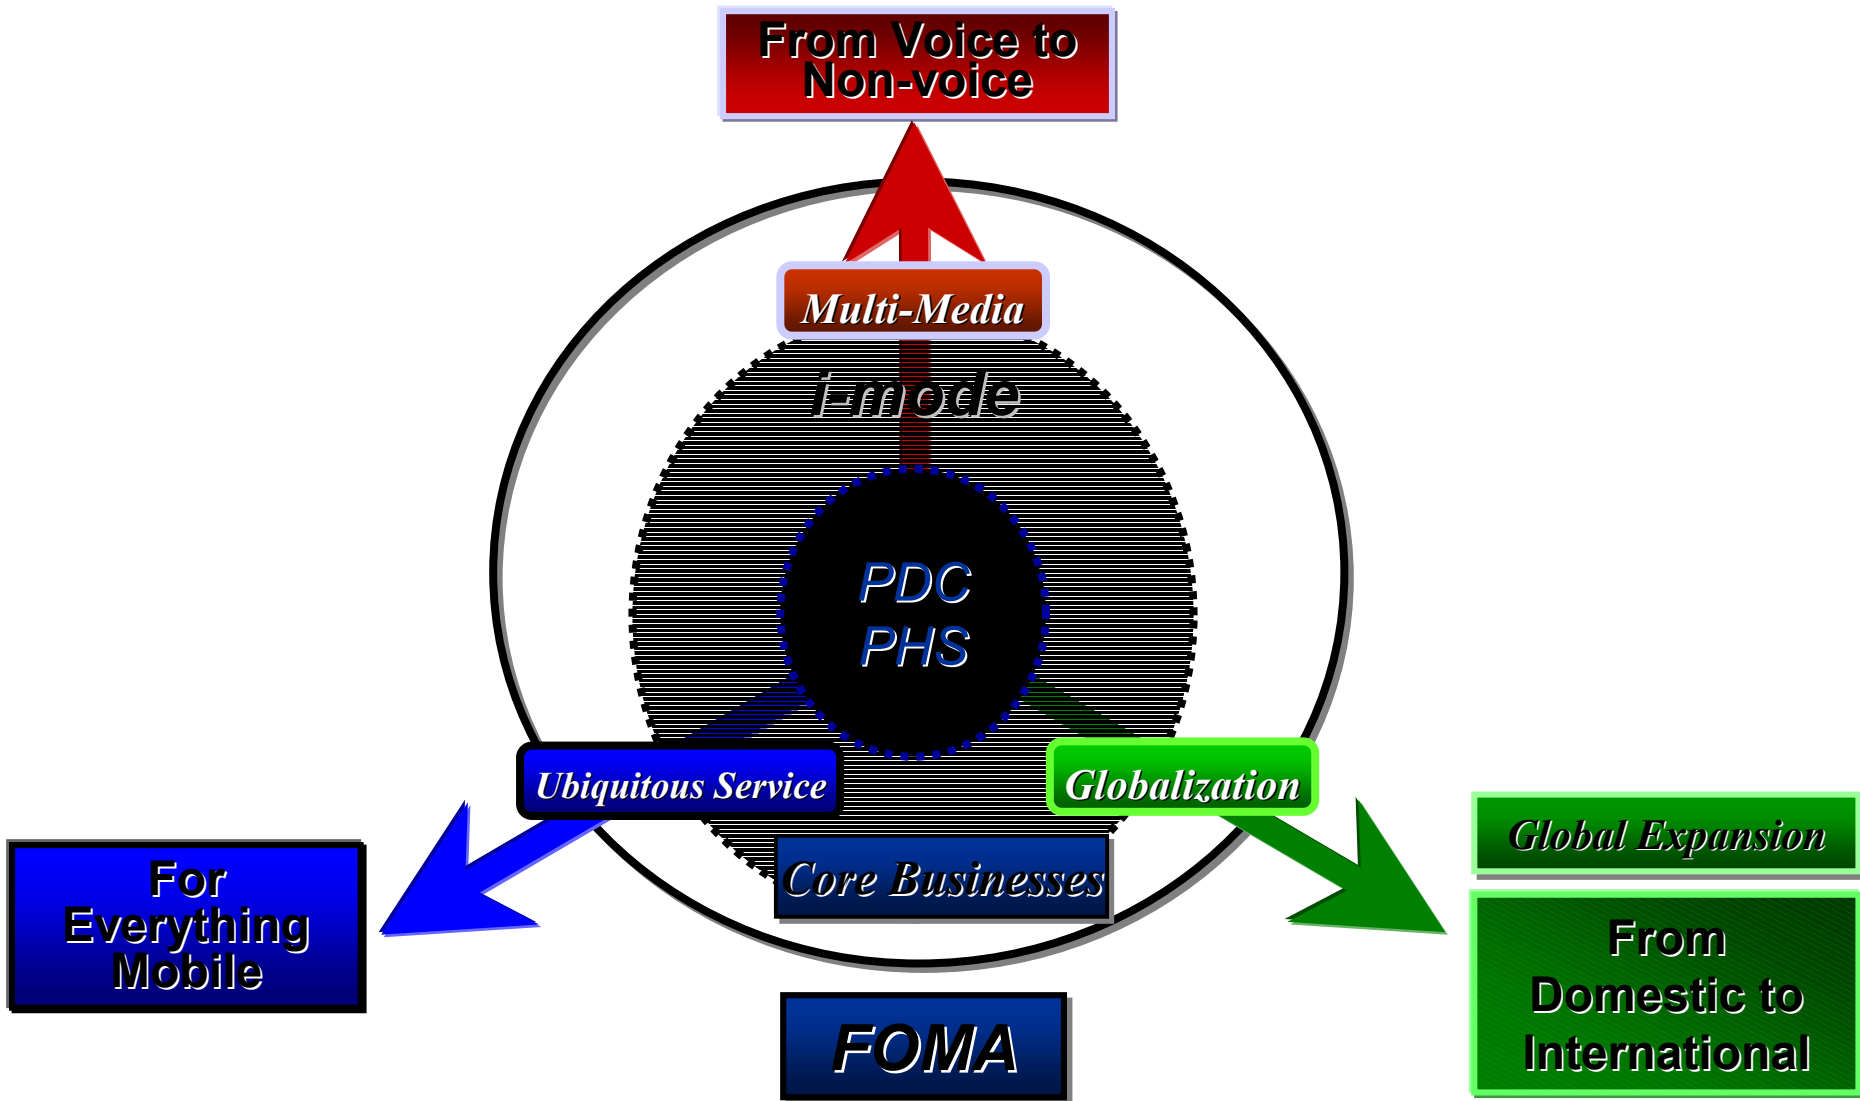 From Voice to
Non-voice
Multi-Media
i-mode
PDC
PHS
Ubiquitous Service
Globalization
Core Businesses
For
Everything
Mobile
Global Expansion
From
Domestic to
International
FOMA